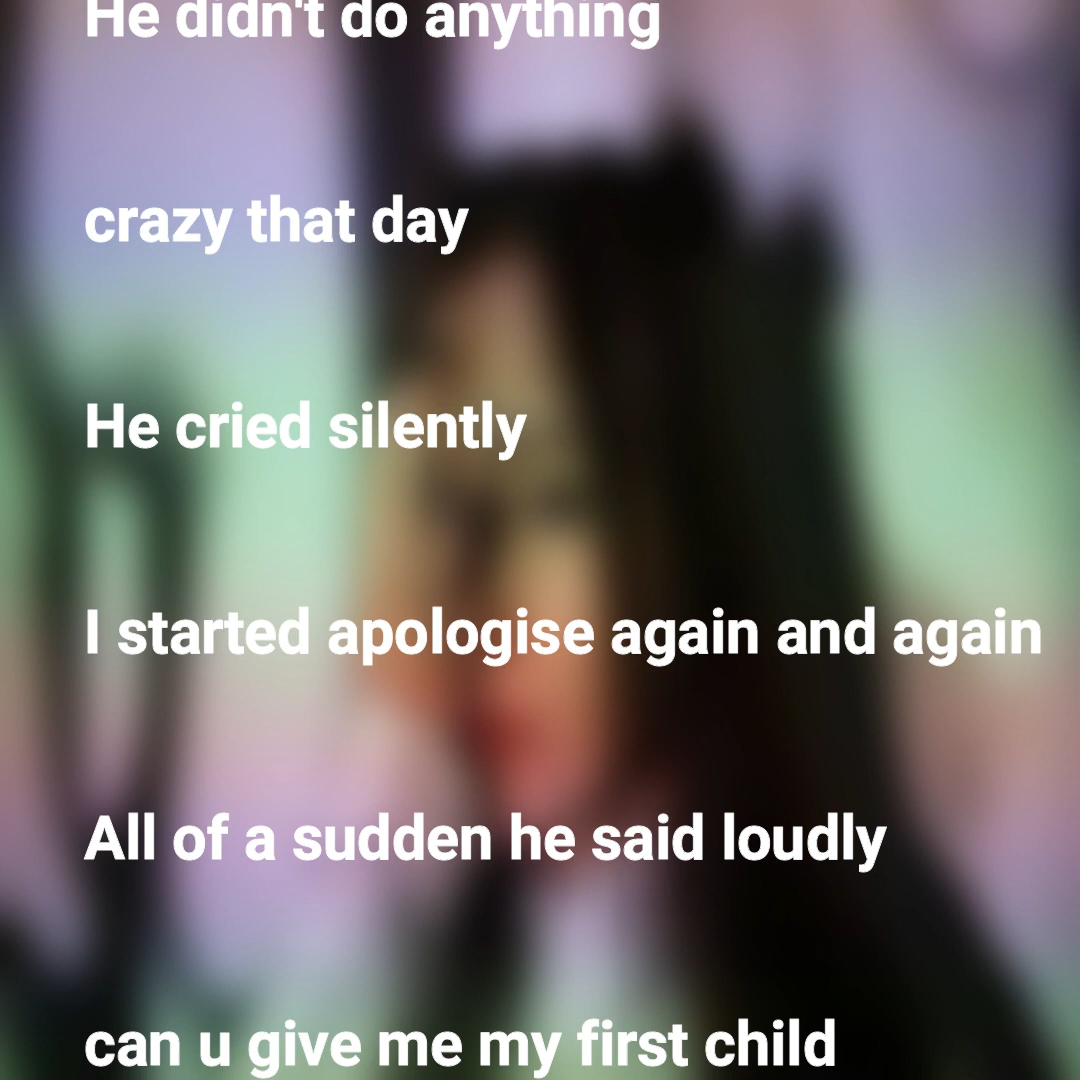 He didn't do anything
crazy that day
He cried silently
I started apologise again and again
All of a sudden he said loudly
can u give me my first child